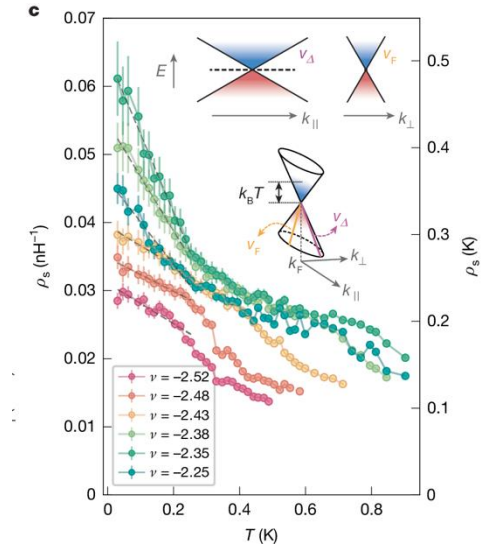 c
0.07
0.06
0.05
0.04
0.03
0.02
0.01
0
ρs (nH⁻¹)
0.5
0.4
0.3
0.2
0.1
0
ρs (K)
E
vΔ
k∥
vF
k⊥
kBT
vF
vΔ
kF
k⊥
k∥
ν = −2.52
ν = −2.48
ν = −2.43
ν = −2.38
ν = −2.35
ν = −2.25
0 0.2 0.4 0.6 0.8
T (K)